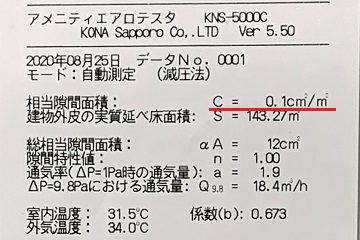 アメニティエアロテスタ KNS-5000C
KONA Sapporo Co,.LTD Ver 5.50
2020年08月25日 データNo. 0001
モード：自動測定 (減圧法)
相当隙間面積： C = 0.1cm²/m²
建物外皮の実質延べ床面積： S = 143.27m²
総相当隙間面積： αA = 12cm²
隙間特性値： n = 1.00
通気率(ΔP=1Pa時の通気量)： a = 1.9
ΔP=9.8Paにおける通気量： Q9.8 = 18.4m³/h
室内温度： 31.5℃ 係数(b)： 0.673
外気温度： 34.0℃